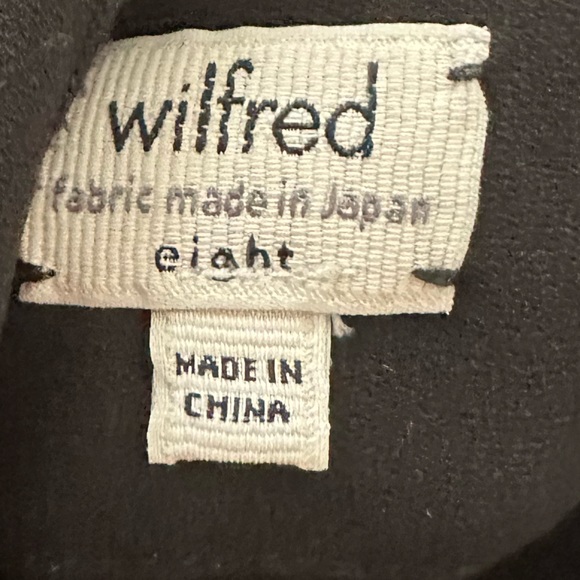 wilfred
fabric made in Japan
eight
MADE IN
CHINA